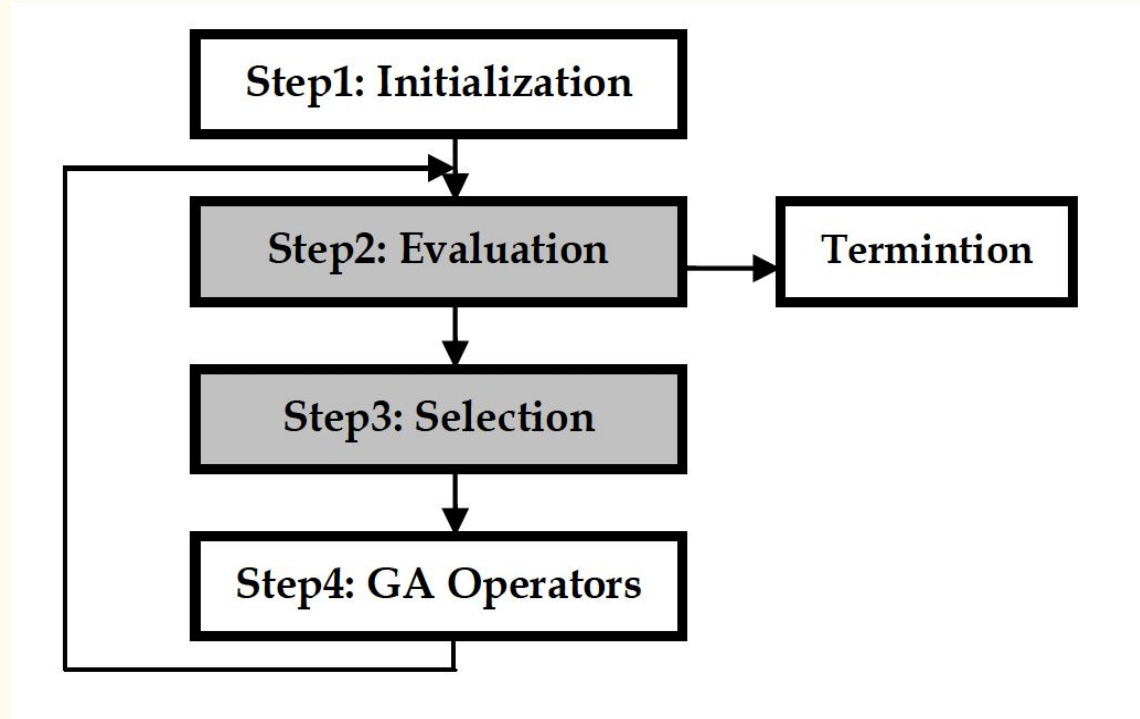 Step1: Initialization
Step2: Evaluation
Termintion
Step3: Selection
Step4: GA Operators